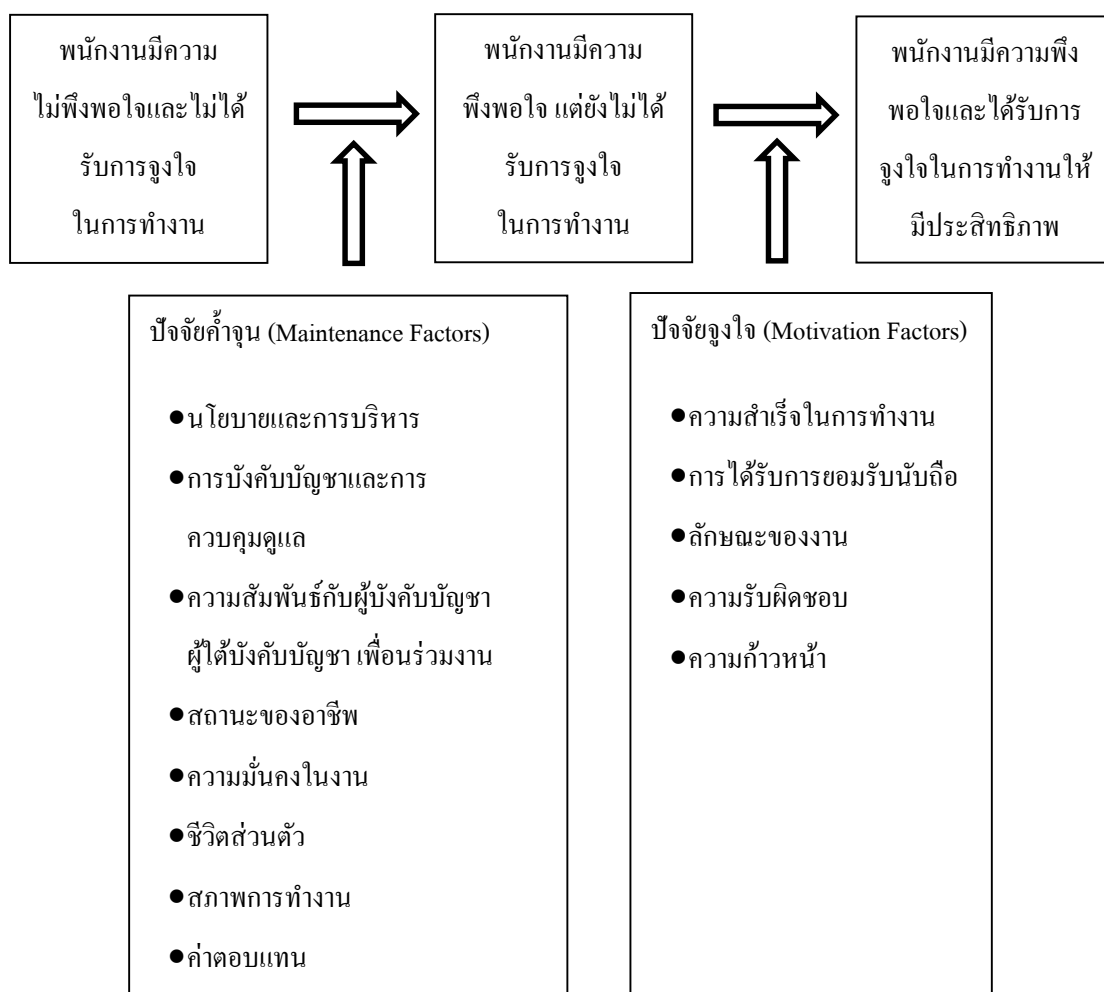 พนักงานมีความ
ไม่พึงพอใจและไม่ได้
รับการจูงใจ
ในการทำงาน
พนักงานมีความ
พึงพอใจ แต่ยังไม่ได้
รับการจูงใจ
ในการทำงาน
พนักงานมีความพึง
พอใจและได้รับการ
จูงใจในการทำงานให้
มีประสิทธิภาพ
ปัจจัยค้ำจุน (Maintenance Factors)
●นโยบายและการบริหาร
●การบังคับบัญชาและการ
ควบคุมดูแล
●ความสัมพันธ์กับผู้บังคับบัญชา
ผู้ใต้บังคับบัญชา เพื่อนร่วมงาน
●สถานะของอาชีพ
●ความมั่นคงในงาน
●ชีวิตส่วนตัว
●สภาพการทำงาน
●ค่าตอบแทน
ปัจจัยจูงใจ (Motivation Factors)
●ความสำเร็จในการทำงาน
●การได้รับการยอมรับนับถือ
●ลักษณะของงาน
●ความรับผิดชอบ
●ความก้าวหน้า